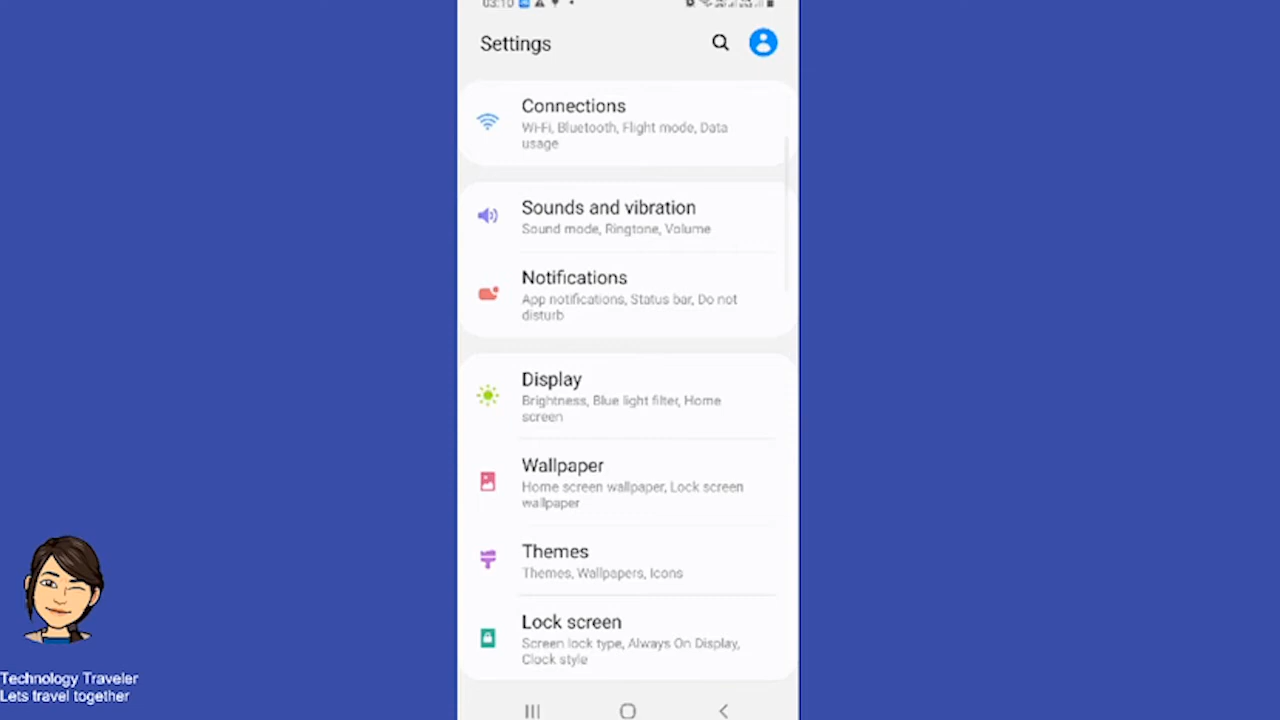 03:10
Settings
Connections
Wi-Fi, Bluetooth, Flight mode, Data
usage
Sounds and vibration
Sound mode, Ringtone, Volume
Notifications
App notifications, Status bar, Do not
disturb
Display
Brightness, Blue light filter, Home
screen
Wallpaper
Home screen wallpaper, Lock screen
wallpaper
Themes
Themes, Wallpapers, Icons
Lock screen
Screen lock type, Always On Display,
Clock style
Technology Traveler
Lets travel together